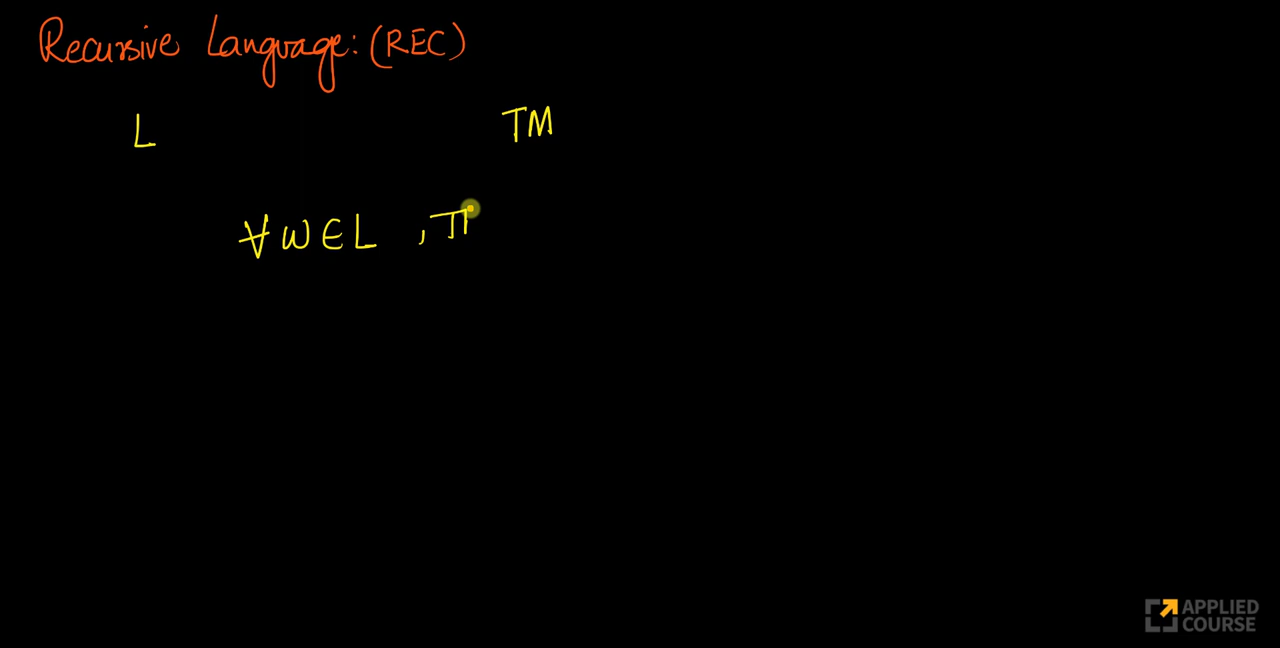 Recursive Language: (REC)
L TM
∀ w ∈ L , T
APPLIED
COURSE